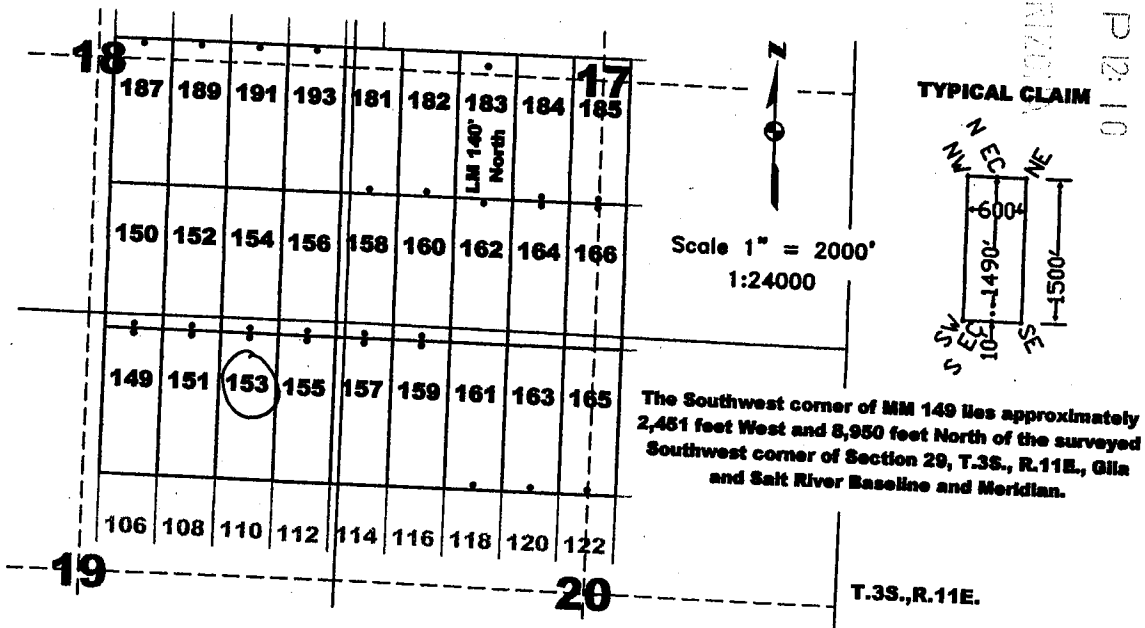 18
17
187 189 191 193 181 182 183 184 185
LM 140'
North
150 152 154 156 158 160 162 164 166
149 151 153 155 157 159 161 163 165
106 108 110 112 114 116 118 120 122
19
20
N
Scale 1" = 2000'
1:24000
P 12: 10
TYPICAL CLAIM
NW
N EC
NE
600'
1490'
1500'
10'
SW
S EC
SE
The Southwest corner of MM 149 lies approximately
2,451 feet West and 8,950 feet North of the surveyed
Southwest corner of Section 29, T.3S., R.11E., Gila
and Salt River Baseline and Meridian.
T.3S.,R.11E.